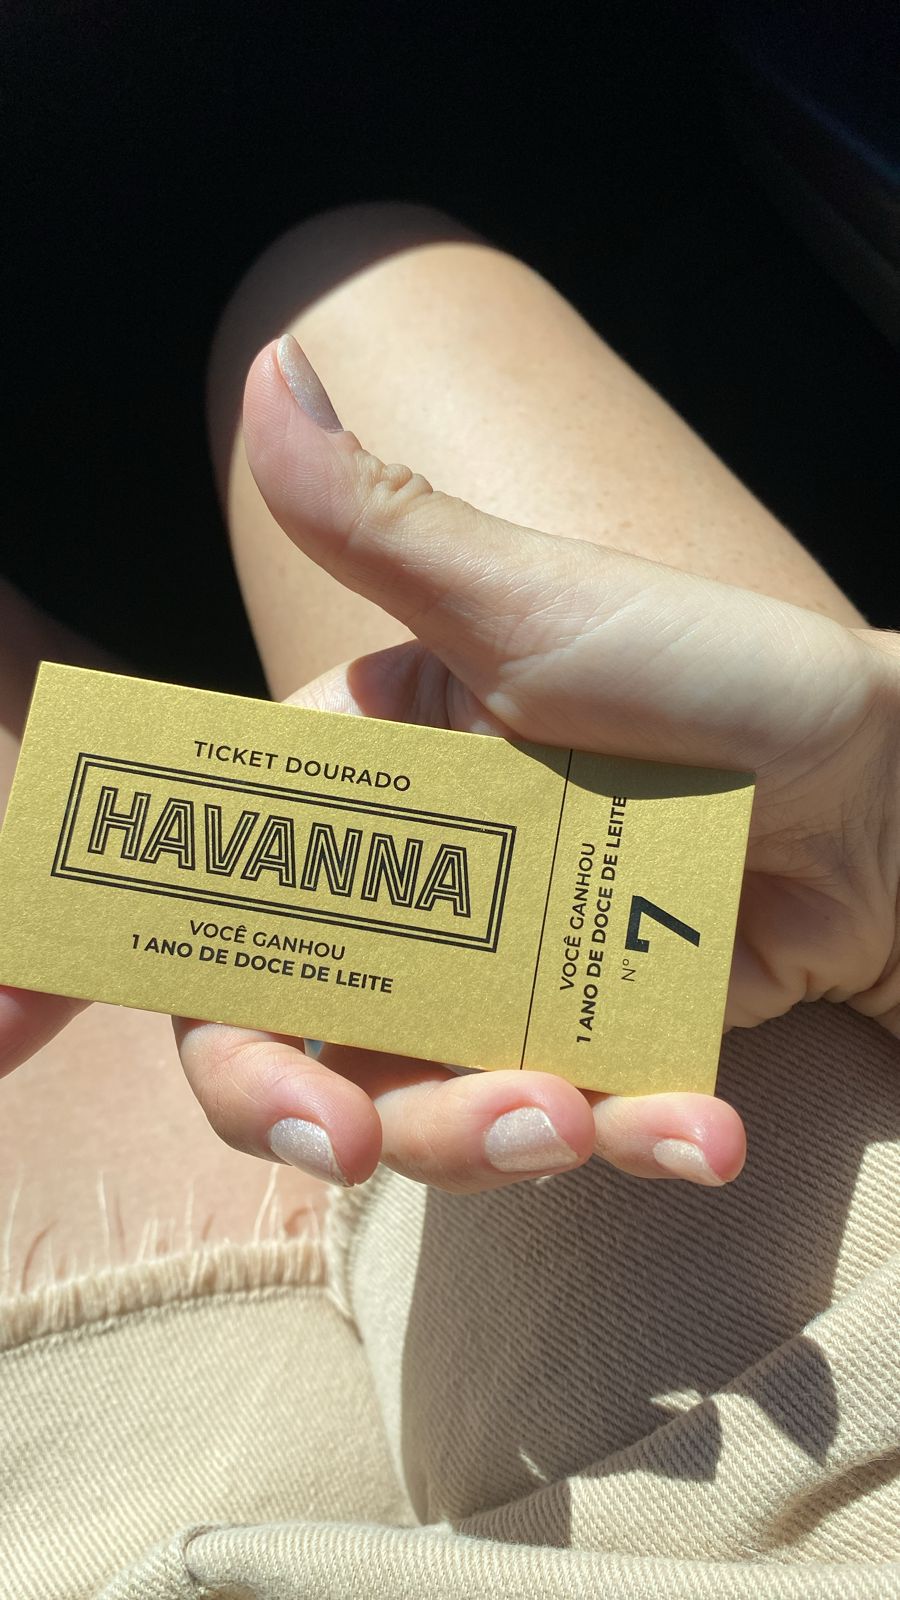 TICKET DOURADO
HAVANNA
VOCÊ GANHOU
1 ANO DE DOCE DE LEITE
VOCÊ GANHOU
1 ANO DE DOCE DE LEITE
Nº 7